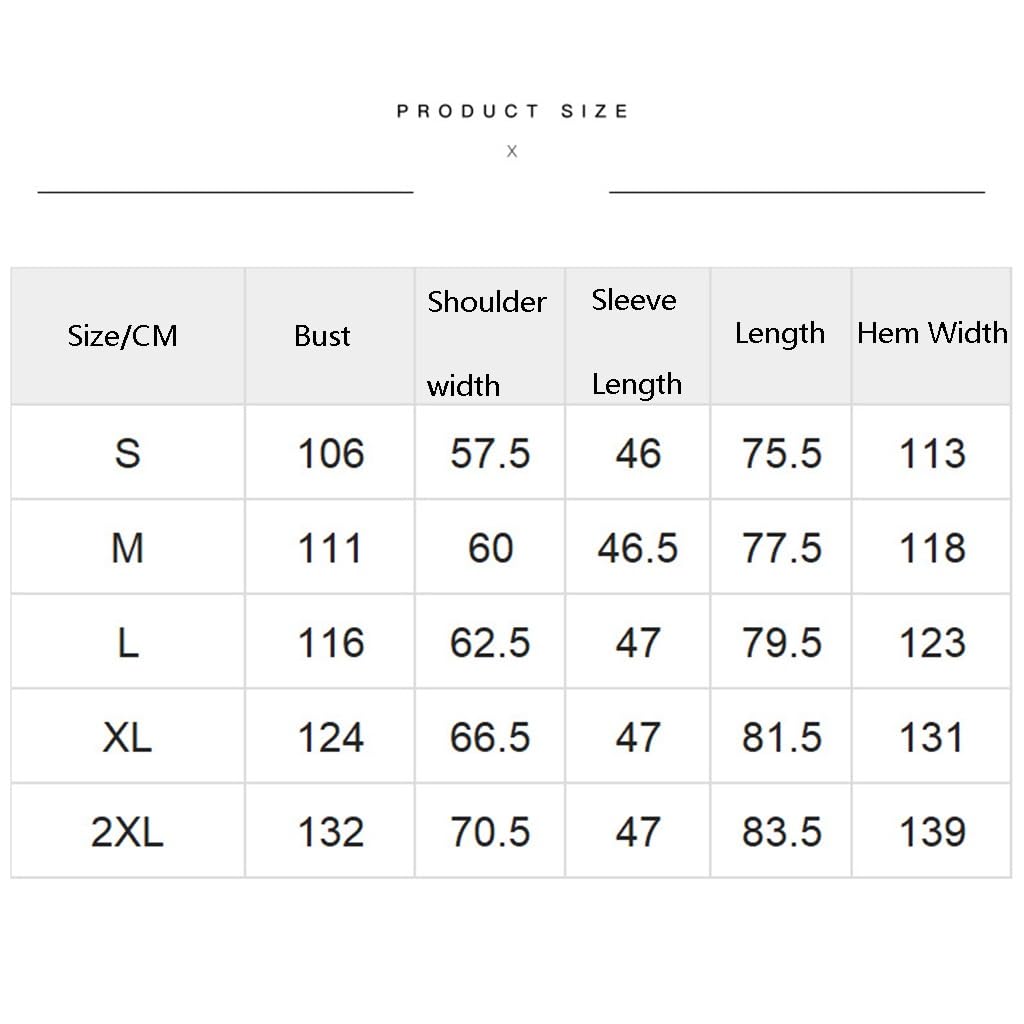 PRODUCT SIZE
X
Size/CM Bust Shoulder width Sleeve Length Length Hem Width
S 106 57.5 46 75.5 113
M 111 60 46.5 77.5 118
L 116 62.5 47 79.5 123
XL 124 66.5 47 81.5 131
2XL 132 70.5 47 83.5 139